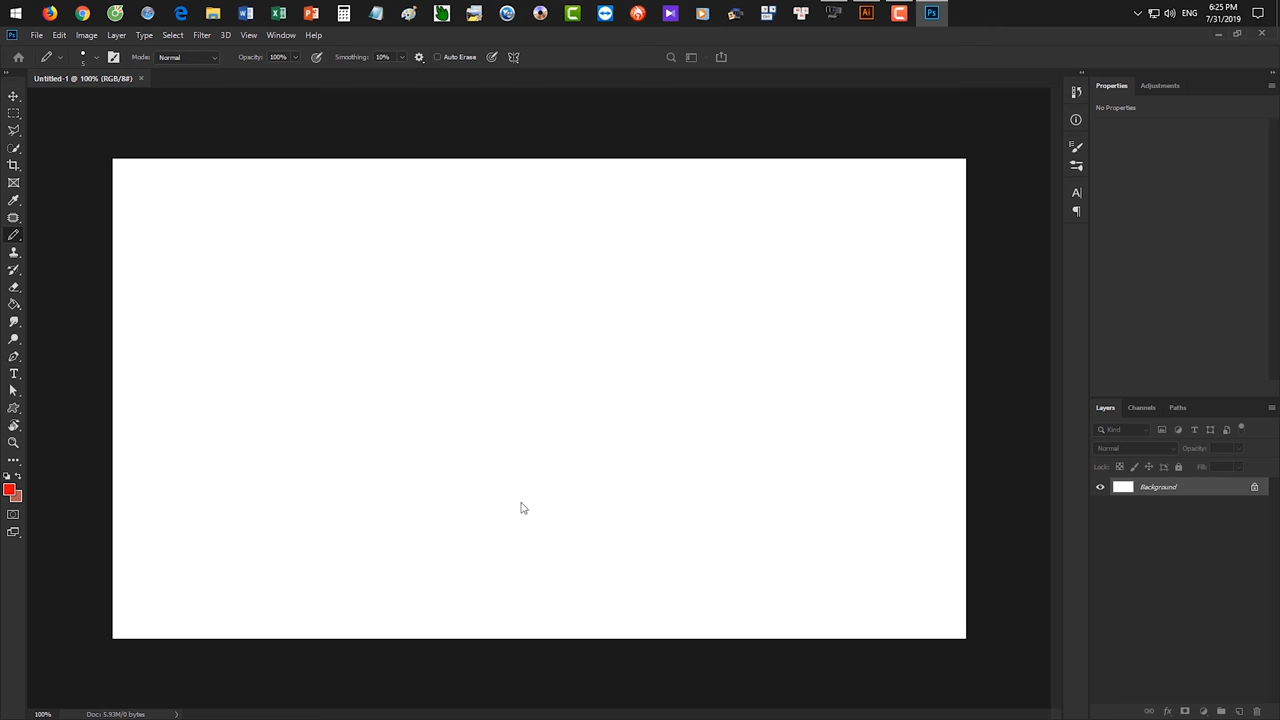 ENG
6:25 PM
7/31/2019
File Edit Image Layer Type Select Filter 3D View Window Help
5
Mode: Normal Opacity: 100% Smoothing: 10% Auto Erase
Untitled-1 @ 100% (RGB/8#) ×
Properties Adjustments
No Properties
Layers Channels Paths
Kind
Normal Opacity:
Lock: Fill:
Background
100% Doc: 5.93M/0 bytes